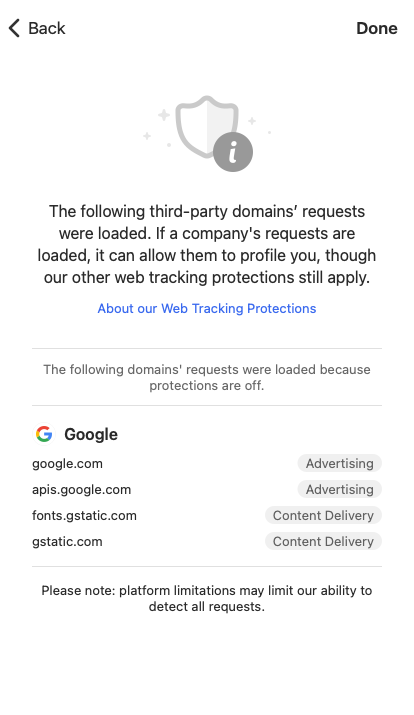 Back
Done
i
The following third-party domains’ requests
were loaded. If a company's requests are
loaded, it can allow them to profile you, though
our other web tracking protections still apply.
About our Web Tracking Protections
The following domains' requests were loaded because
protections are off.
Google
google.com Advertising
apis.google.com Advertising
fonts.gstatic.com Content Delivery
gstatic.com Content Delivery
Please note: platform limitations may limit our ability to
detect all requests.